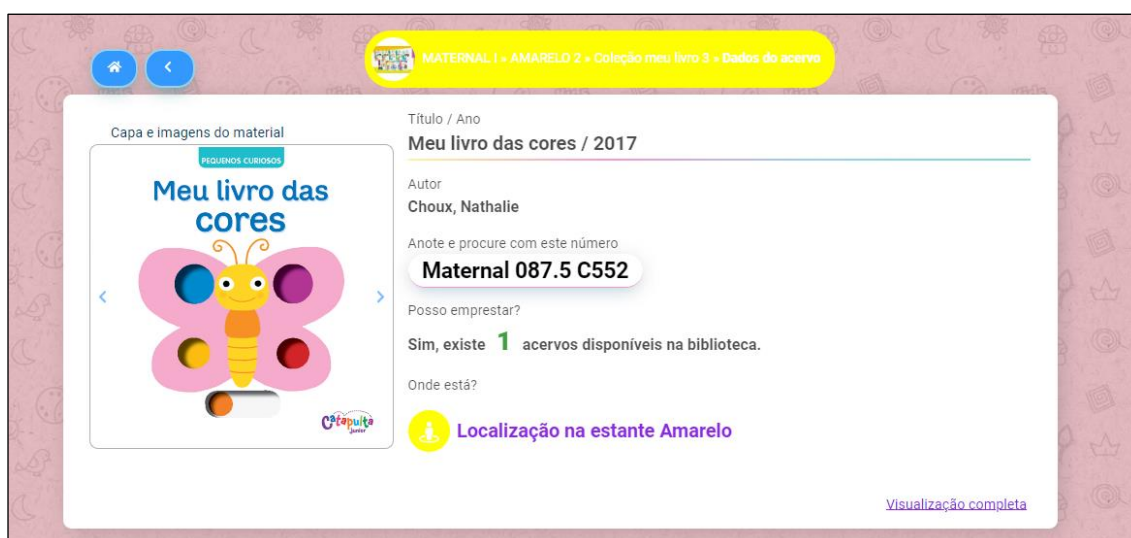 MATERNAL I » AMARELO 2 » Coleção meu livro 3 » Dados do acervo
Capa e imagens do material
PEQUENOS CURIOSOS
Meu livro das
cores
Catapulta
Junior
Título / Ano
Meu livro das cores / 2017
Autor
Choux, Nathalie
Anote e procure com este número
Maternal 087.5 C552
Posso emprestar?
Sim, existe 1 acervos disponíveis na biblioteca.
Onde está?
Localização na estante Amarelo
Visualização completa